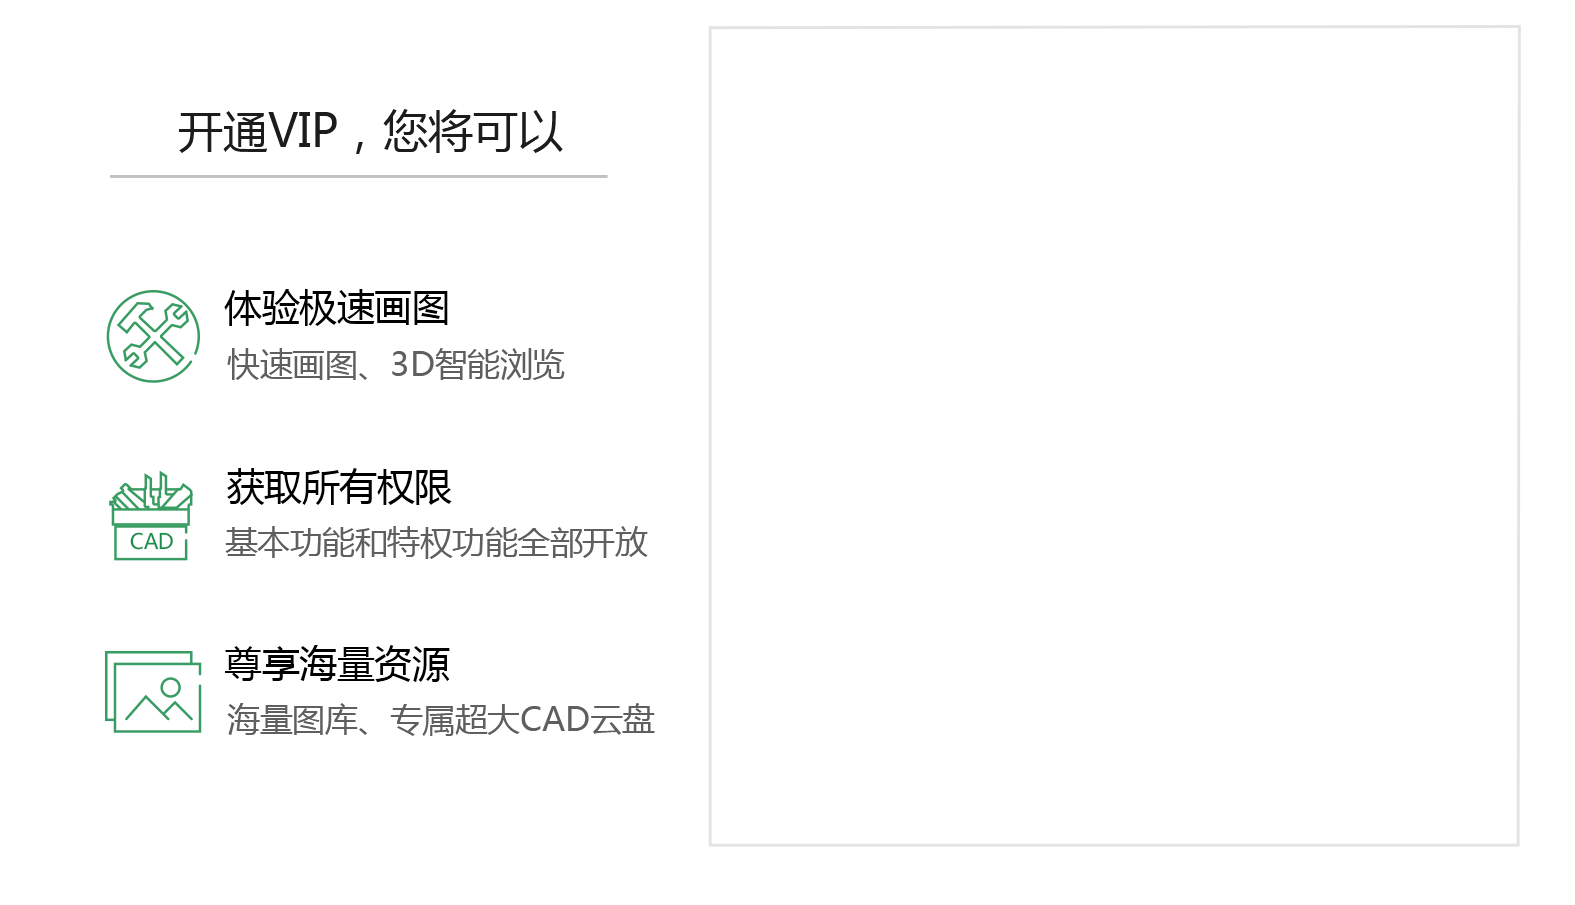 开通VIP，您将可以
体验极速画图
快速画图、3D智能浏览
获取所有权限
CAD
基本功能和特权功能全部开放
尊享海量资源
海量图库、专属超大CAD云盘